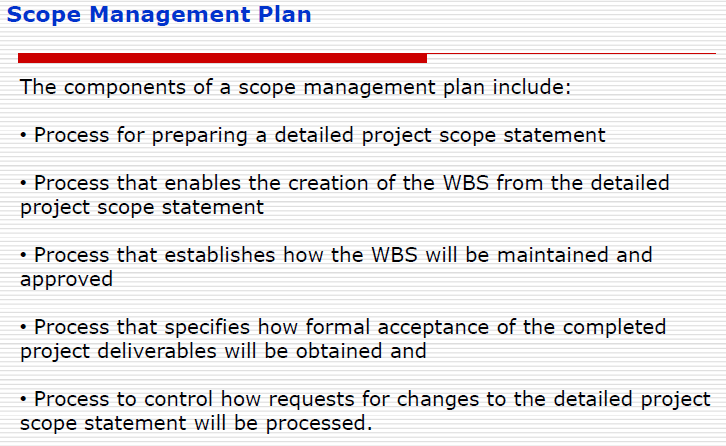 Scope Management Plan
The components of a scope management plan include:
• Process for preparing a detailed project scope statement
• Process that enables the creation of the WBS from the detailed
project scope statement
• Process that establishes how the WBS will be maintained and
approved
• Process that specifies how formal acceptance of the completed
project deliverables will be obtained and
• Process to control how requests for changes to the detailed project
scope statement will be processed.